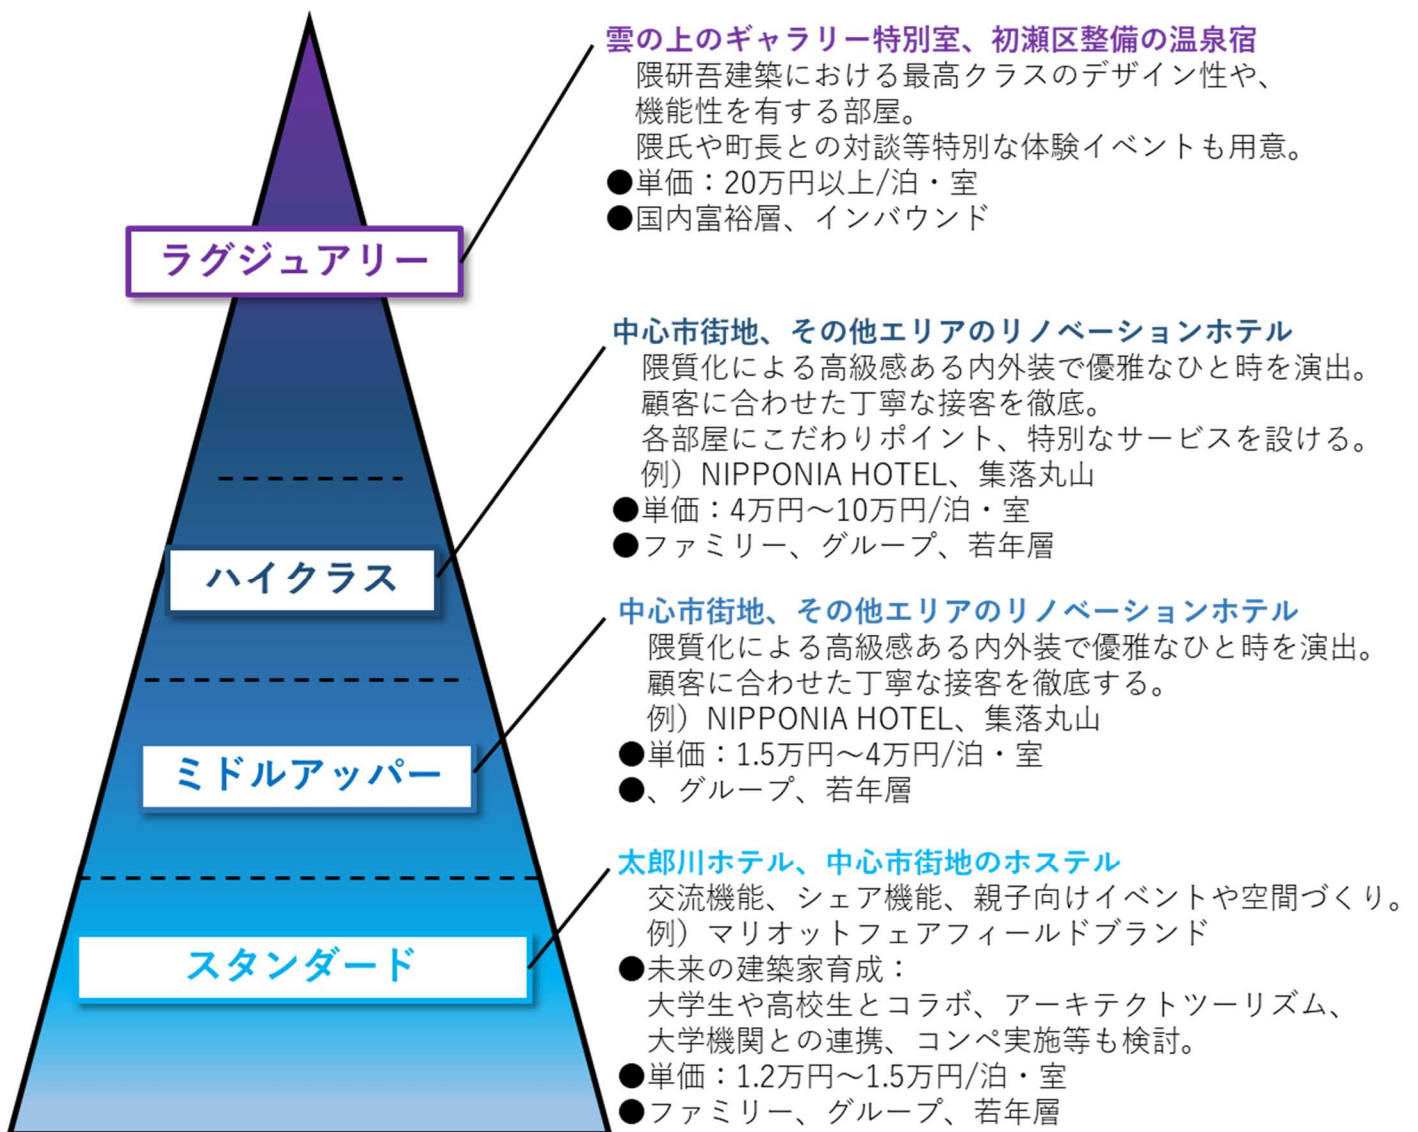 雲の上のギャラリー特別室、初瀬区整備の温泉宿
隈研吾建築における最高クラスのデザイン性や、
機能性を有する部屋。
隈氏や町長との対談等特別な体験イベントも用意。
●単価：20万円以上/泊・室
●国内富裕層、インバウンド
ラグジュアリー
中心市街地、その他エリアのリノベーションホテル
隈質化による高級感ある内外装で優雅なひと時を演出。
顧客に合わせた丁寧な接客を徹底。
各部屋にこだわりポイント、特別なサービスを設ける。
例）NIPPONIA HOTEL、集落丸山
●単価：4万円～10万円/泊・室
●ファミリー、グループ、若年層
ハイクラス
中心市街地、その他エリアのリノベーションホテル
隈質化による高級感ある内外装で優雅なひと時を演出。
顧客に合わせた丁寧な接客を徹底する。
例）NIPPONIA HOTEL、集落丸山
●単価：1.5万円～4万円/泊・室
●、グループ、若年層
ミドルアッパー
太郎川ホテル、中心市街地のホステル
交流機能、シェア機能、親子向けイベントや空間づくり。
例）マリオットフェアフィールドブランド
●未来の建築家育成：
大学生や高校生とコラボ、アーキテクトツーリズム、
大学機関との連携、コンペ実施等も検討。
●単価：1.2万円～1.5万円/泊・室
●ファミリー、グループ、若年層
スタンダード